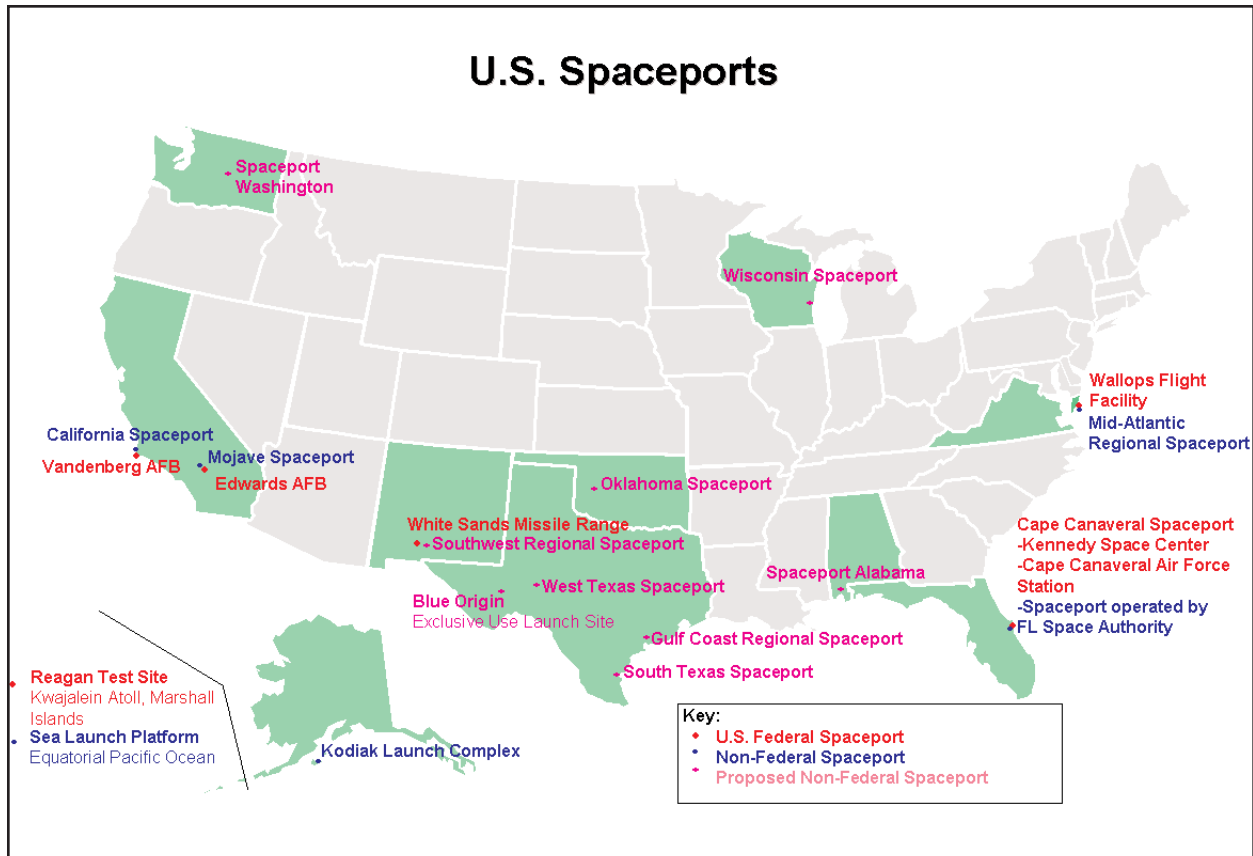 U.S. Spaceports
Spaceport
Washington
Wisconsin Spaceport
Wallops Flight
Facility
Mid-Atlantic
Regional Spaceport
California Spaceport
Vandenberg AFB
Mojave Spaceport
Edwards AFB
Oklahoma Spaceport
White Sands Missile Range
Southwest Regional Spaceport
Cape Canaveral Spaceport
-Kennedy Space Center
-Cape Canaveral Air Force
Station
-Spaceport operated by
FL Space Authority
Spaceport Alabama
West Texas Spaceport
Blue Origin
Exclusive Use Launch Site
Gulf Coast Regional Spaceport
South Texas Spaceport
Reagan Test Site
Kwajalein Atoll, Marshall
Islands
Sea Launch Platform
Equatorial Pacific Ocean
Kodiak Launch Complex
Key:
U.S. Federal Spaceport
Non-Federal Spaceport
Proposed Non-Federal Spaceport